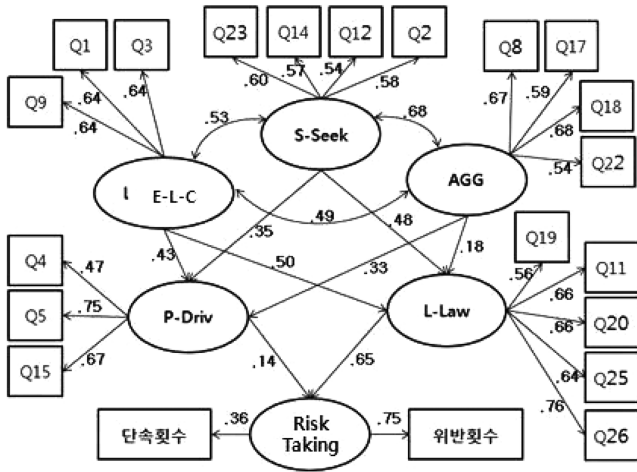 Q23
Q14
Q12
Q2
Q8
Q17
Q1
Q3
Q9
.60
.57
.54
.58
.67
.59
.64
.64
.64
Q18
.68
.53
S-Seek
.68
Q22
.54
l E-L-C
AGG
.49
.35
.48
.18
Q19
Q4
.43
.50
.33
.56
Q11
.47
.66
Q5
.75
P-Driv
L-Law
.66
Q20
Q15
.67
.14
.65
.64
Q25
.76
단속횟수
.36
Risk
Taking
.75
위반횟수
Q26